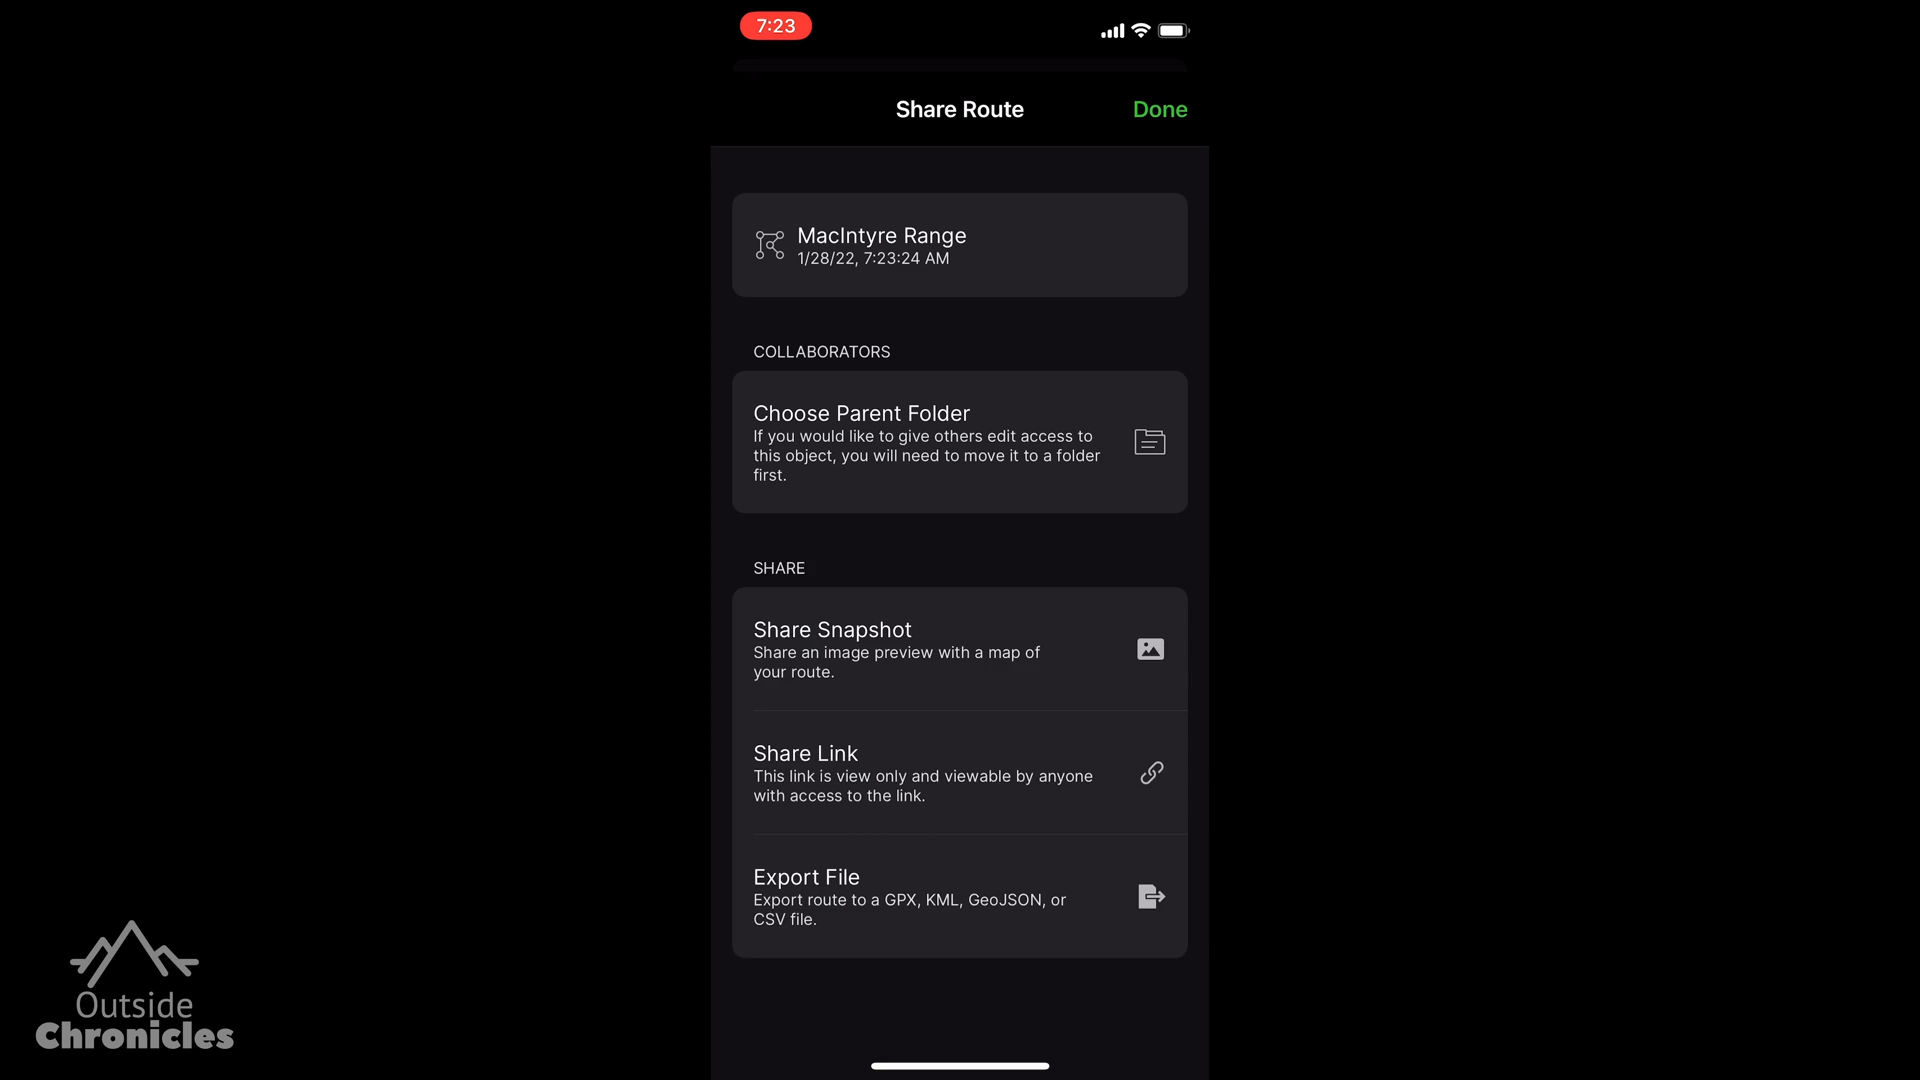 7:23
Share Route
Done
MacIntyre Range
1/28/22, 7:23:24 AM
COLLABORATORS
Choose Parent Folder
If you would like to give others edit access to
this object, you will need to move it to a folder
first.
SHARE
Share Snapshot
Share an image preview with a map of
your route.
Share Link
This link is view only and viewable by anyone
with access to the link.
Export File
Export route to a GPX, KML, GeoJSON, or
CSV file.
Outside
Chronicles